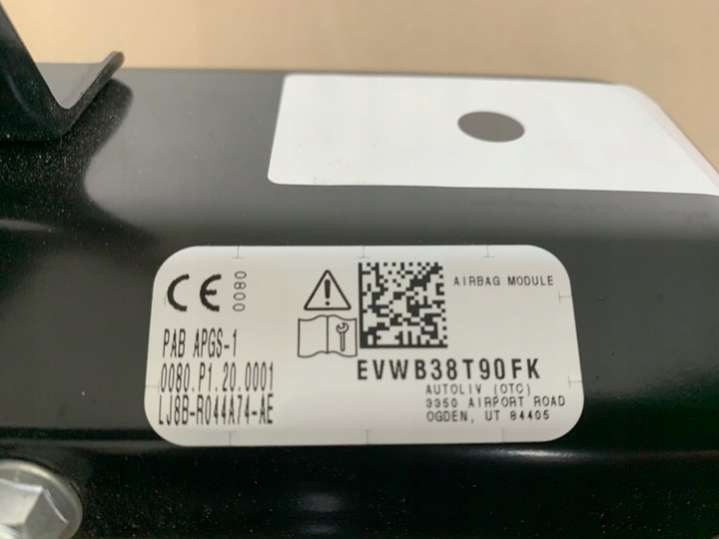 CE 0080
PAB APGS-1
0080.P1.20.0001
LJ8B-R044A74-AE
AIRBAG MODULE
EVWB38T90FK
AUTOLIV (OTC)
3350 AIRPORT ROAD
OGDEN, UT 84405